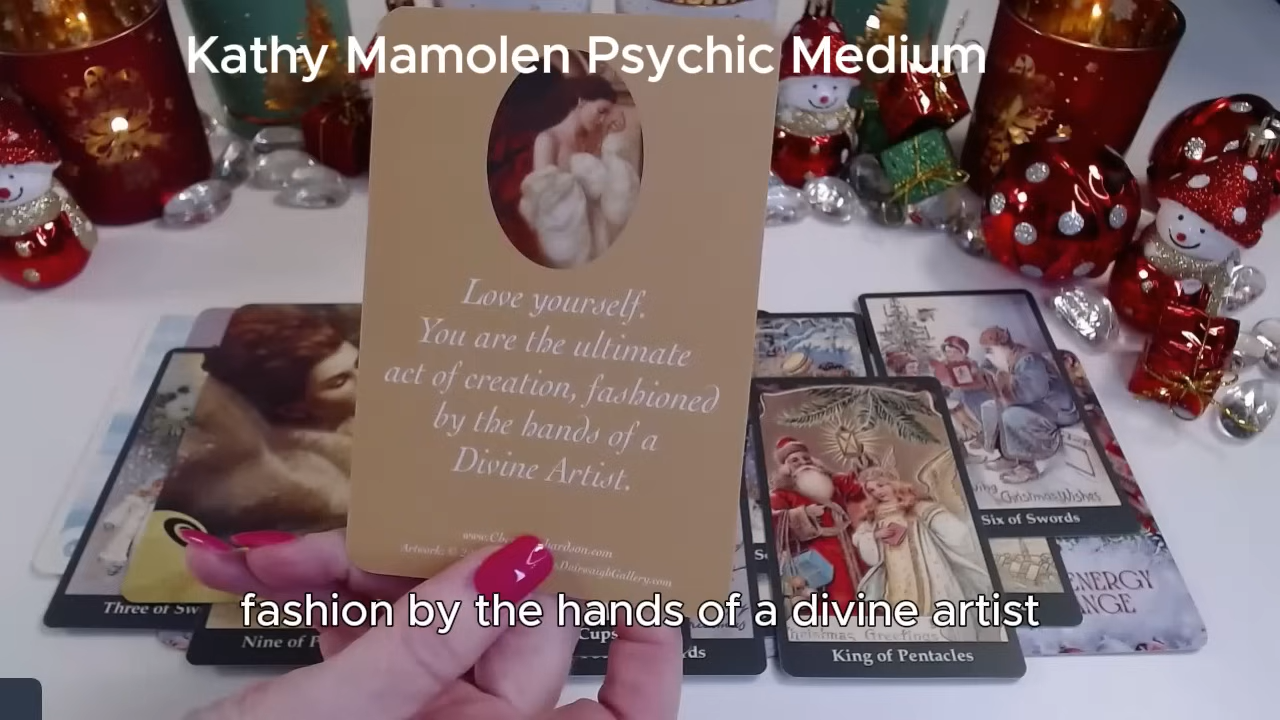 Kathy Mamolen Psychic Medium
Love yourself.
You are the ultimate
act of creation, fashioned
by the hands of a
Divine Artist.
Artwork: ©
Christmas Wishes
Six of Swords
ENERGY
Three of
Nine of
Cups
Christmas Greetings
King of Pentacles
fashion by the hands of a divine artist